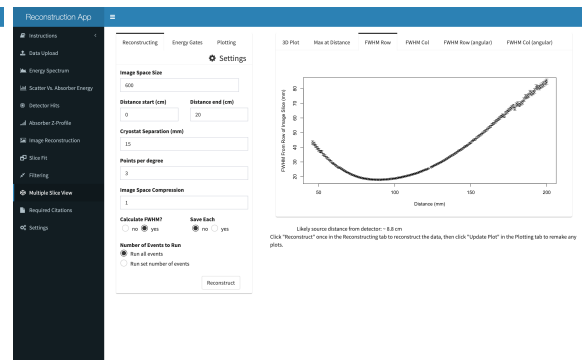 Reconstruction App
Instructions
Data Upload
Energy Spectrum
Scatter Vs. Absorber Energy
Detector Hits
Absorber Z-Profile
Image Reconstruction
Slice Fit
Filtering
Multiple Slice View
Required Citations
Settings
Reconstructing Energy Gates Plotting
Settings
Image Space Size
600
Distance start (cm) Distance end (cm)
0 20
Cryostat Separation (mm)
15
Points per degree
3
Image Space Compression
1
Calculate FWHM? Save Each
no yes no yes
Number of Events to Run
Run all events
Run set number of events
Reconstruct
3D Plot Max at Distance FWHM Row FWHM Col FWHM Row (angular) FWHM Col (angular)
FWHM From Row of Image Slice (mm)
20 30 40 50 60 70 80
50 100 150 200
Distance (mm)
Likely source distance from detector: ~ 8.8 cm
Click "Reconstruct" once in the Reconstructing tab to reconstruct the data, then click "Update Plot" in the Plotting tab to remake any
plots.